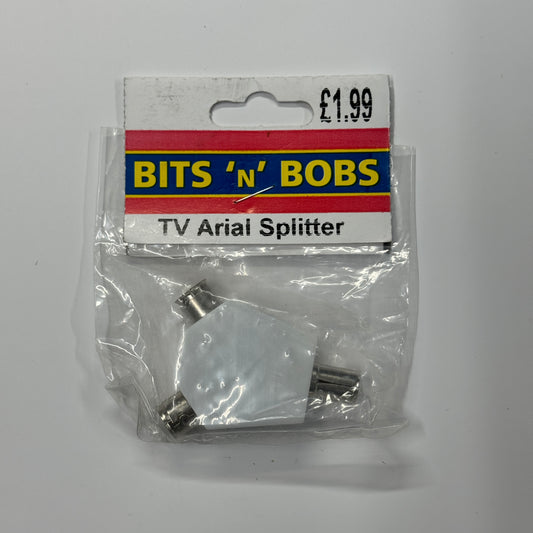 £1.99
BITS ‘N’ BOBS
TV Arial Splitter